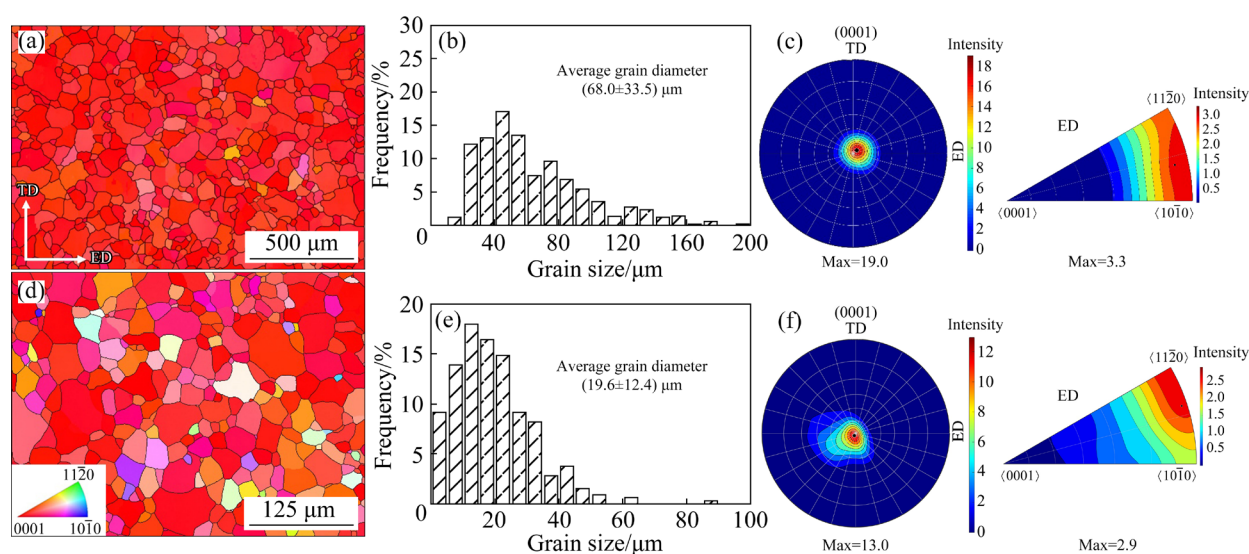 (a)
TD
ED
500 μm
(b)
30
25
20
15
10
5
0
40
80
120
160
200
Frequency/%
Grain size/μm
Average grain diameter
(68.0±33.5) μm
(c)
(0001)
TD
ED
Max=19.0
Intensity
18
16
14
12
10
8
6
4
2
0
ED
⟨0001⟩
⟨112̄0⟩
⟨101̄0⟩
Intensity
3.0
2.5
2.0
1.5
1.0
0.5
Max=3.3
(d)
112̄0
0001
101̄0
125 μm
(e)
20
15
10
5
0
20
40
60
80
100
Frequency/%
Grain size/μm
Average grain diameter
(19.6±12.4) μm
(f)
(0001)
TD
ED
Max=13.0
Intensity
12
10
8
6
4
2
0
ED
⟨0001⟩
⟨112̄0⟩
⟨101̄0⟩
Intensity
2.5
2.0
1.5
1.0
0.5
Max=2.9